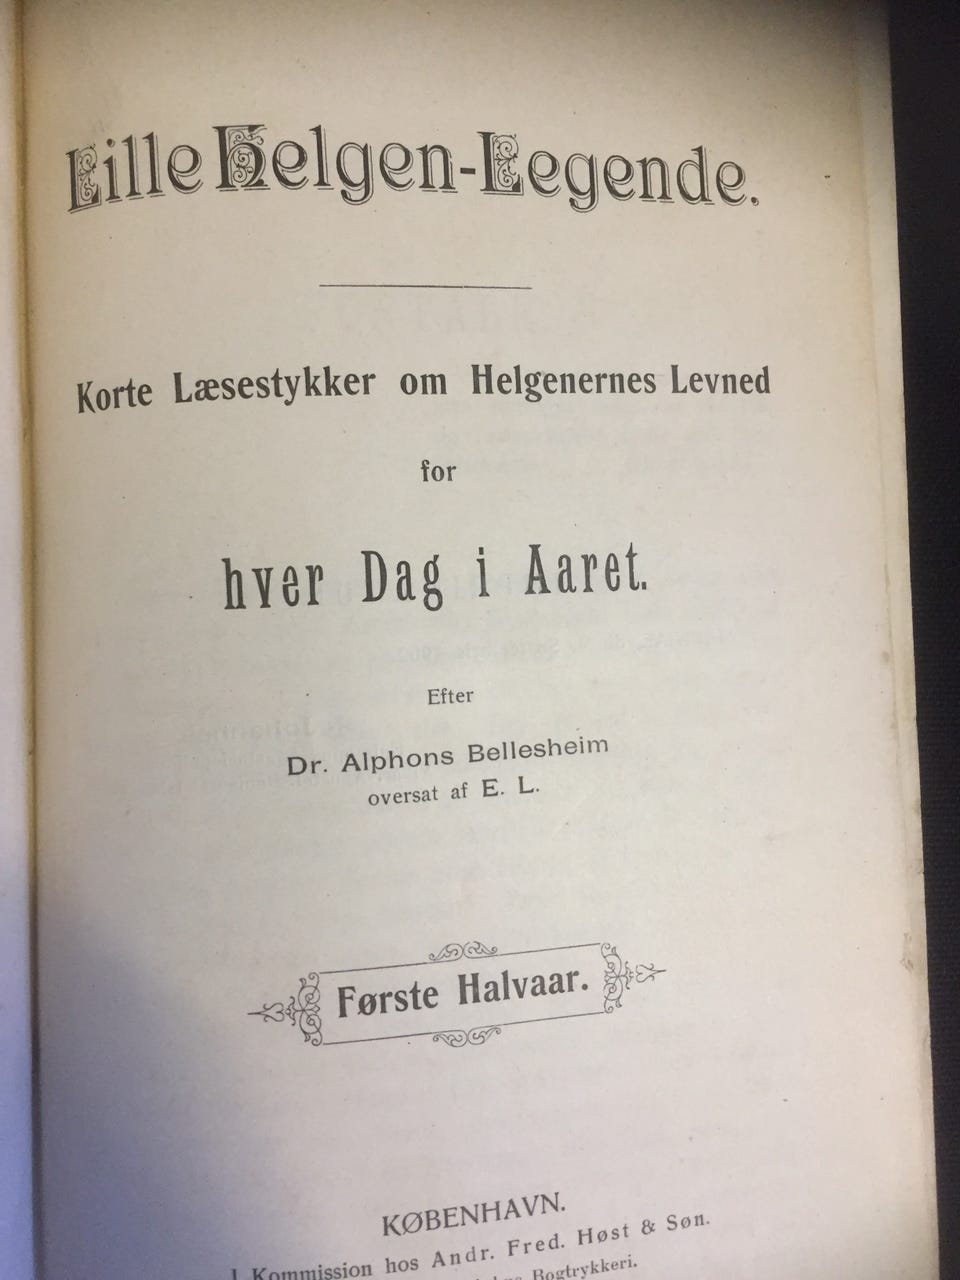 Lille Helgen-Legende.
Korte Læsestykker om Helgenernes Levned
for
hver Dag i Aaret.
Efter
Dr. Alphons Bellesheim
oversat af E. L.
Første Halvaar.
KØBENHAVN.
I Kommission hos Andr. Fred. Høst & Søn.
Bogtrykkeri.